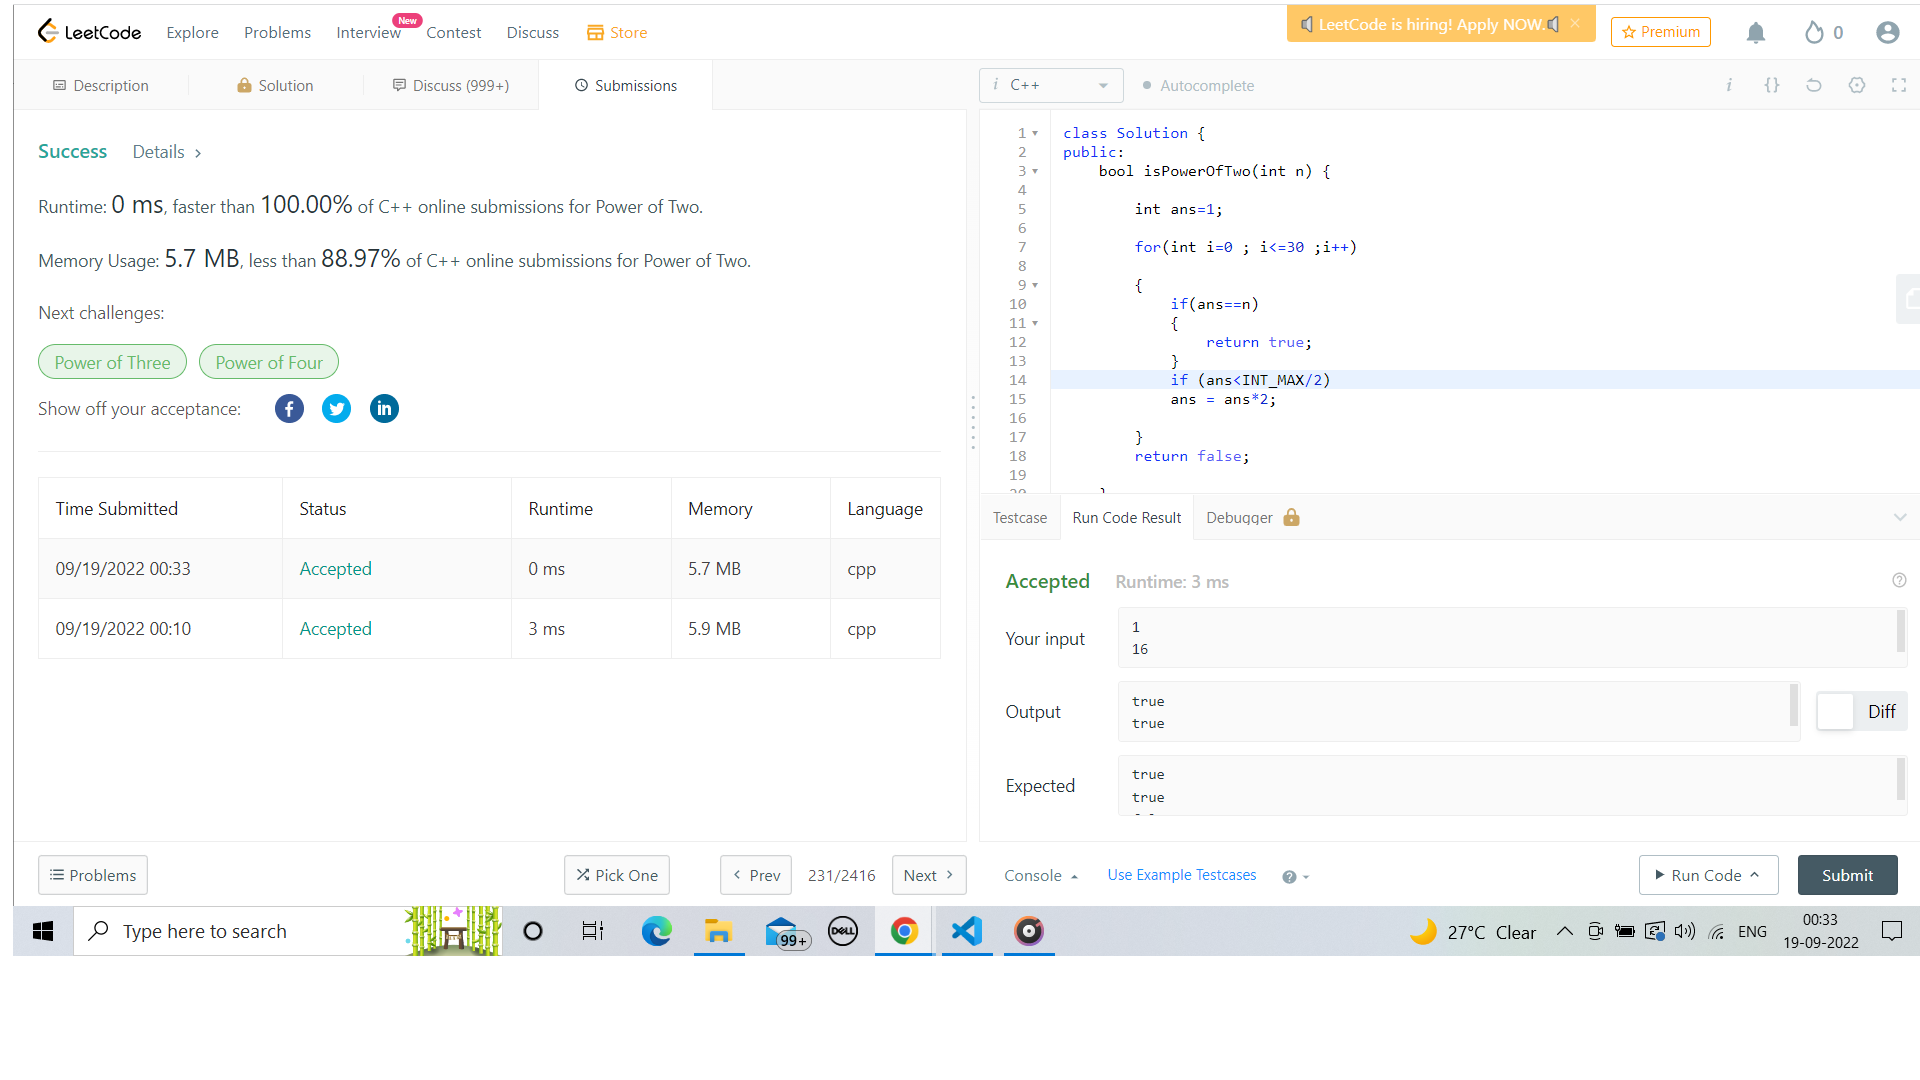 LeetCode Explore Problems Interview New Contest Discuss Store LeetCode is hiring! Apply NOW. × Premium 0
Description Solution Discuss (999+) Submissions
i C++ Autocomplete i {}
Success Details >
Runtime: 0 ms, faster than 100.00% of C++ online submissions for Power of Two.
Memory Usage: 5.7 MB, less than 88.97% of C++ online submissions for Power of Two.
Next challenges:
Power of Three Power of Four
Show off your acceptance: f in
Time Submitted Status Runtime Memory Language
09/19/2022 00:33 Accepted 0 ms 5.7 MB cpp
09/19/2022 00:10 Accepted 3 ms 5.9 MB cpp
1 class Solution {
2 public:
3 bool isPowerOfTwo(int n) {
4
5 int ans=1;
6
7 for(int i=0 ; i<=30 ;i++)
8
9 {
10 if(ans==n)
11 {
12 return true;
13 }
14 if (ans<INT_MAX/2)
15 ans = ans*2;
16
17 }
18 return false;
19
20 }
Testcase Run Code Result Debugger
Accepted Runtime: 3 ms
Your input
1
16
Output
true
true
Diff
Expected
true
true
Problems Pick One < Prev 231/2416 Next >
Console Use Example Testcases ? Run Code Submit
Type here to search 99+ DELL 27°C Clear ENG 00:33
19-09-2022